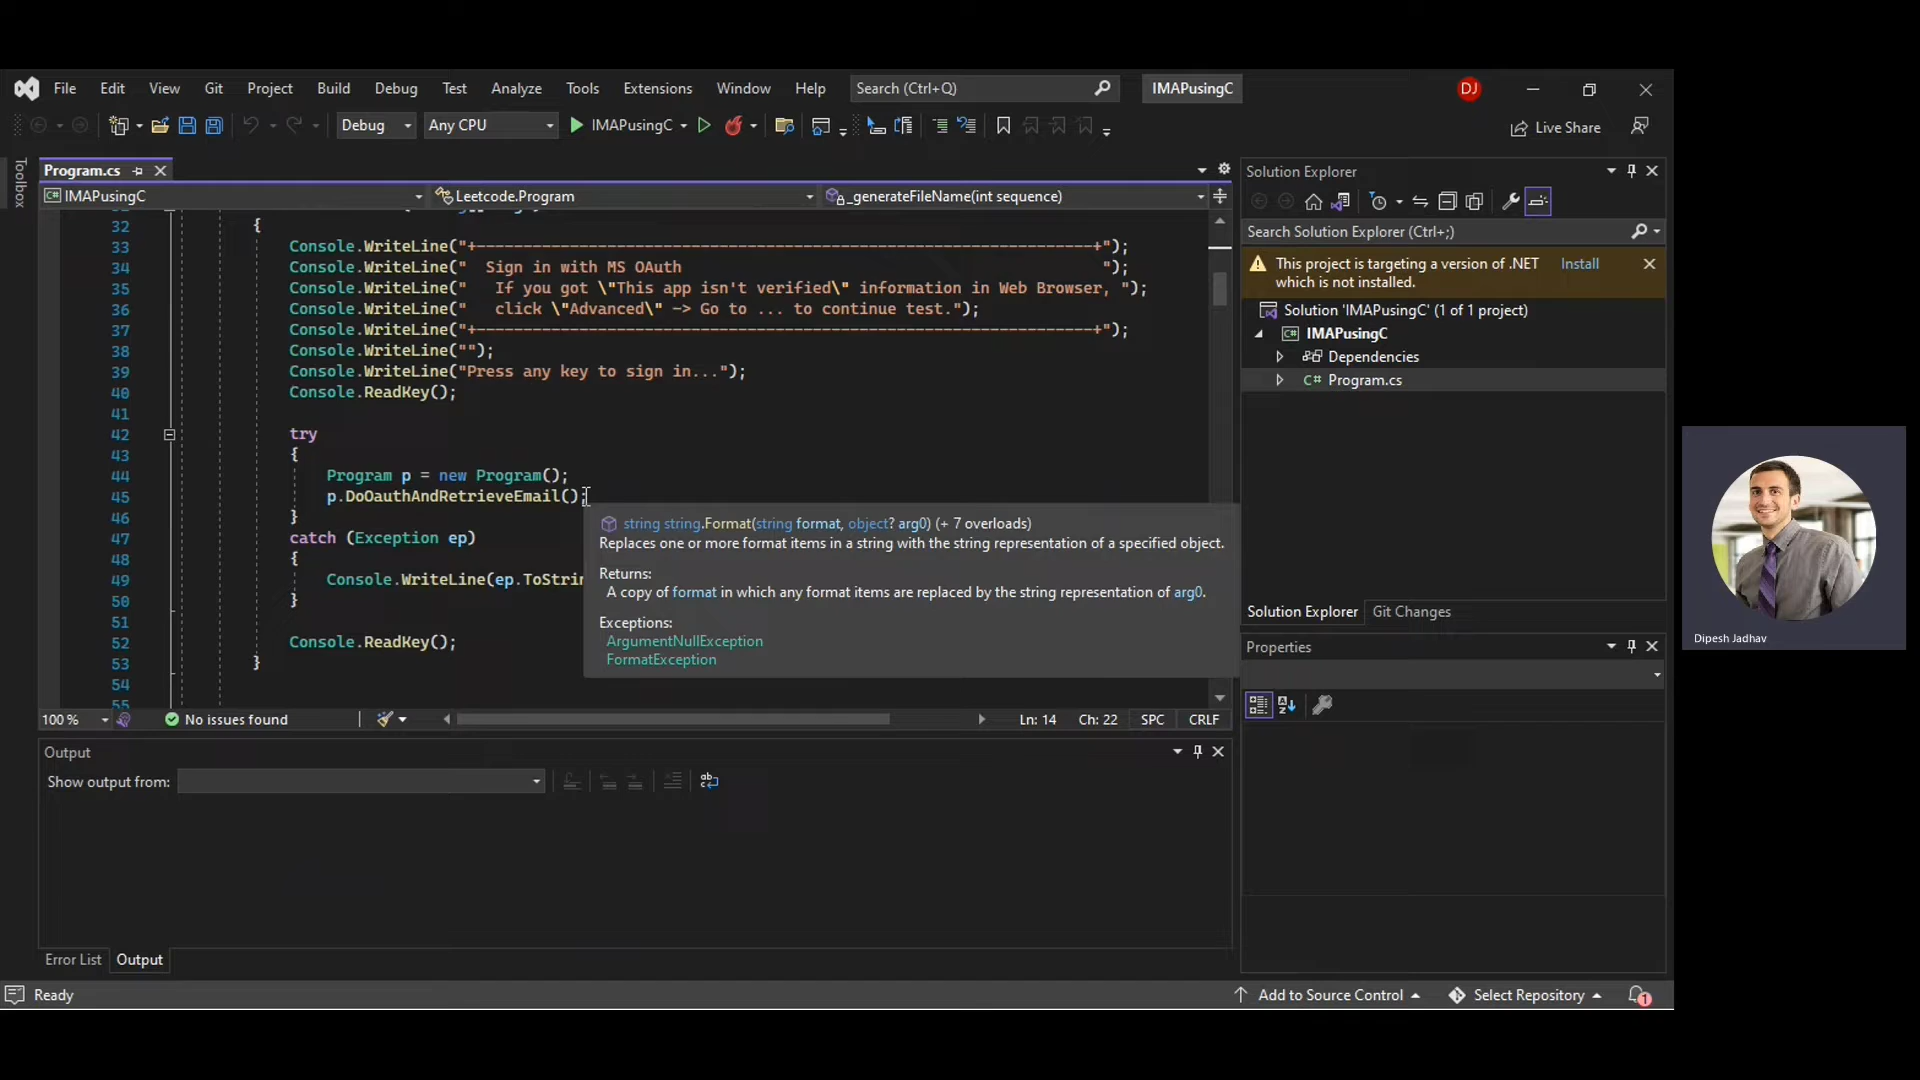 File Edit View Git Project Build Debug Test Analyze Tools Extensions Window Help Search (Ctrl+Q) IMAPusingC DJ
Debug Any CPU IMAPusingC Live Share
Toolbox
Program.cs
IMAPusingC Leetcode.Program _generateFileName(int sequence)
32 {
33 Console.WriteLine("+------------------------------------------------------------------+");
34 Console.WriteLine("  Sign in with MS OAuth                                             ");
35 Console.WriteLine("   If you got \"This app isn't verified\" information in Web Browser, ");
36 Console.WriteLine("   click \"Advanced\" -> Go to ... to continue test.");
37 Console.WriteLine("+------------------------------------------------------------------+");
38 Console.WriteLine("");
39 Console.WriteLine("Press any key to sign in...");
40 Console.ReadKey();
41
42 try
43 {
44 Program p = new Program();
45 p.DoOauthAndRetrieveEmail();
46 }
47 catch (Exception ep)
48 {
49 Console.WriteLine(ep.ToStrin
50 }
51
52 Console.ReadKey();
53 }
54
55
string string.Format(string format, object? arg0) (+ 7 overloads)
Replaces one or more format items in a string with the string representation of a specified object.
Returns:
A copy of format in which any format items are replaced by the string representation of arg0.
Exceptions:
ArgumentNullException
FormatException
100 % No issues found Ln: 14 Ch: 22 SPC CRLF
Output
Show output from:
Error List Output
Solution Explorer
Search Solution Explorer (Ctrl+;)
This project is targeting a version of .NET Install
which is not installed.
Solution 'IMAPusingC' (1 of 1 project)
C# IMAPusingC
Dependencies
C# Program.cs
Solution Explorer Git Changes
Properties
Dipesh Jadhav
Ready Add to Source Control Select Repository 1